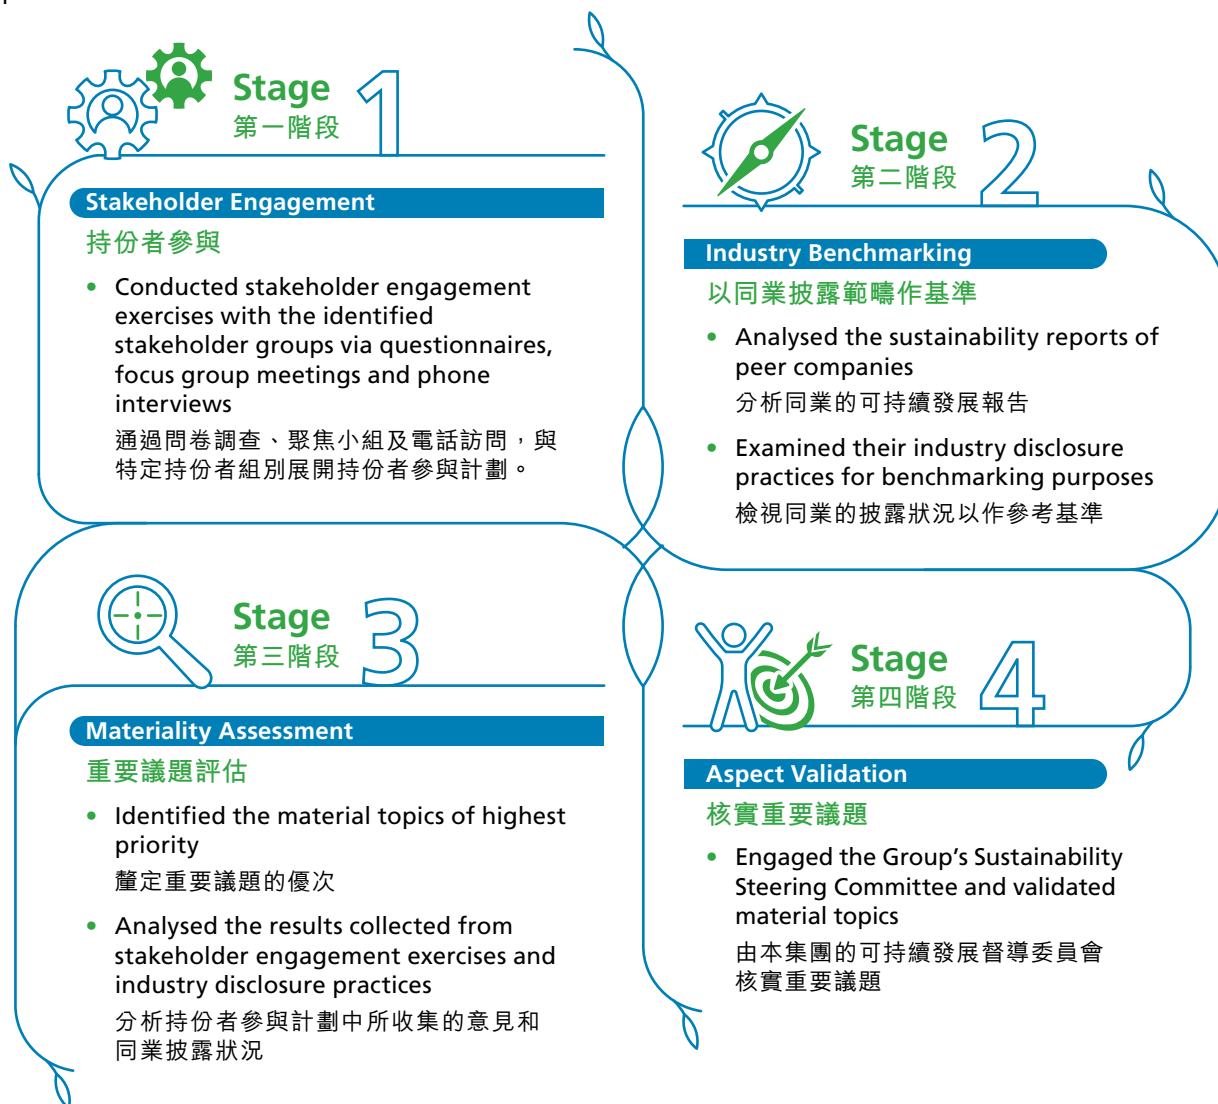 Stage 1
第一階段
Stakeholder Engagement
持份者參與
• Conducted stakeholder engagement
exercises with the identified
stakeholder groups via questionnaires,
focus group meetings and phone
interviews
通過問卷調查、聚焦小組及電話訪問，與
特定持份者組別展開持份者參與計劃。
Stage 2
第二階段
Industry Benchmarking
以同業披露範疇作基準
• Analysed the sustainability reports of
peer companies
分析同業的可持續發展報告
• Examined their industry disclosure
practices for benchmarking purposes
檢視同業的披露狀況以作參考基準
Stage 3
第三階段
Materiality Assessment
重要議題評估
• Identified the material topics of highest
priority
釐定重要議題的優次
• Analysed the results collected from
stakeholder engagement exercises and
industry disclosure practices
分析持份者參與計劃中所收集的意見和
同業披露狀況
Stage 4
第四階段
Aspect Validation
核實重要議題
• Engaged the Group’s Sustainability
Steering Committee and validated
material topics
由本集團的可持續發展督導委員會
核實重要議題